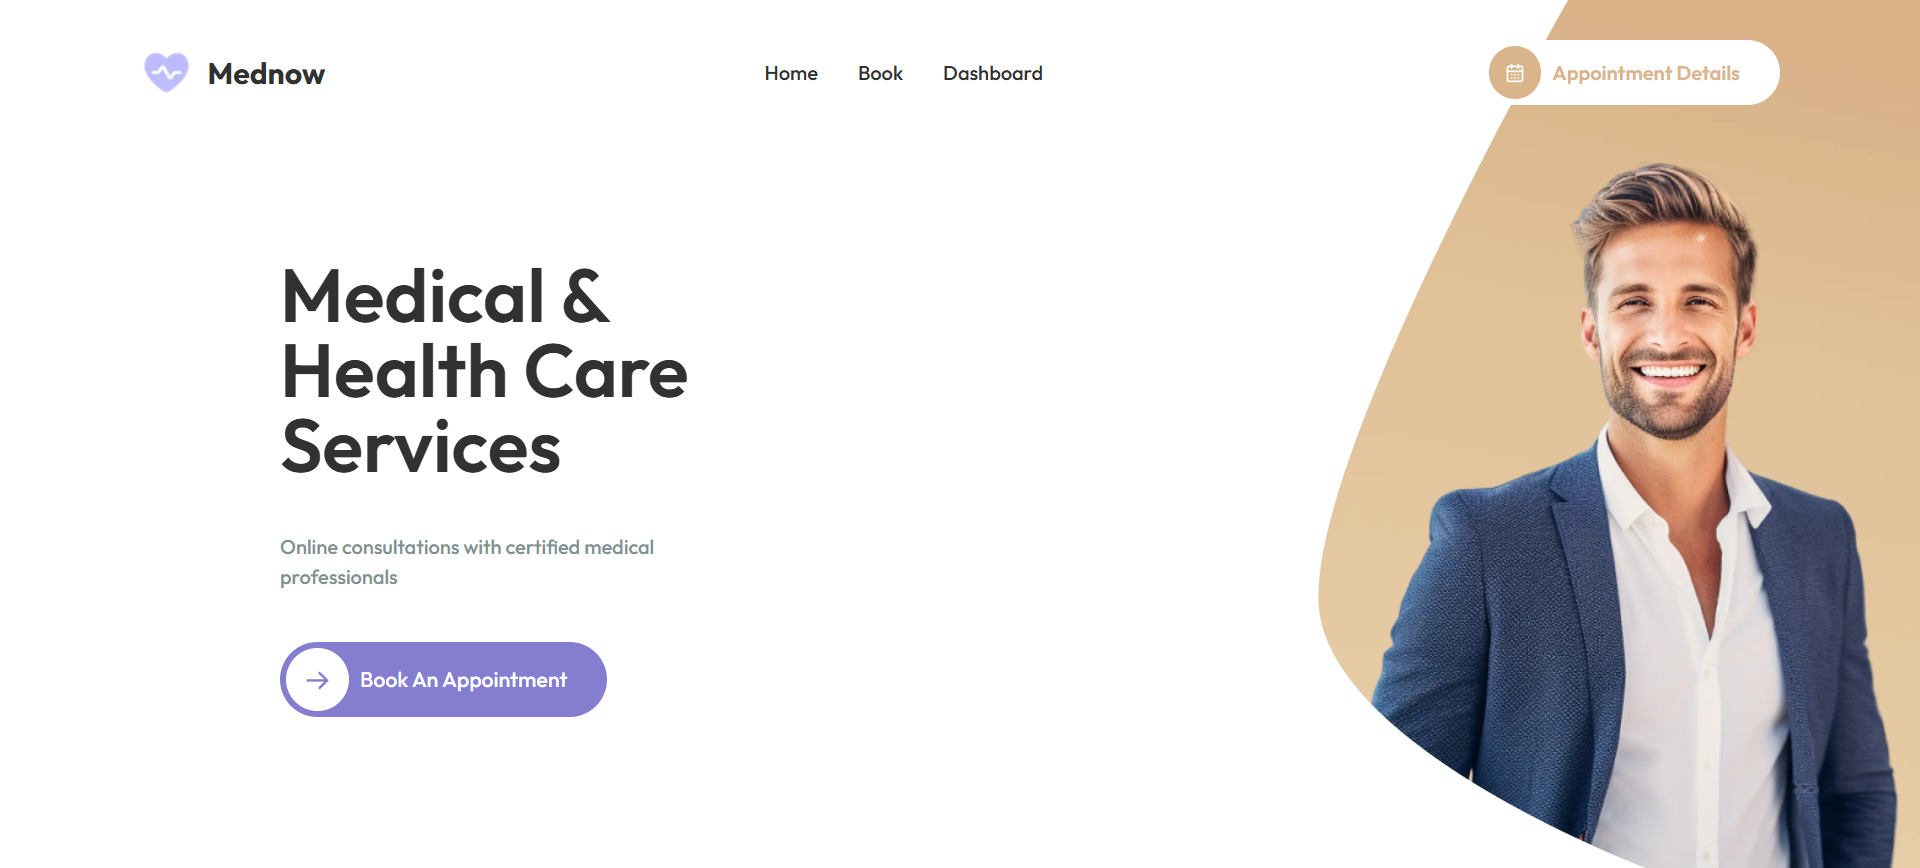 Mednow
Home
Book
Dashboard
Appointment Details
Medical &
Health Care
Services
Online consultations with certified medical
professionals
Book An Appointment